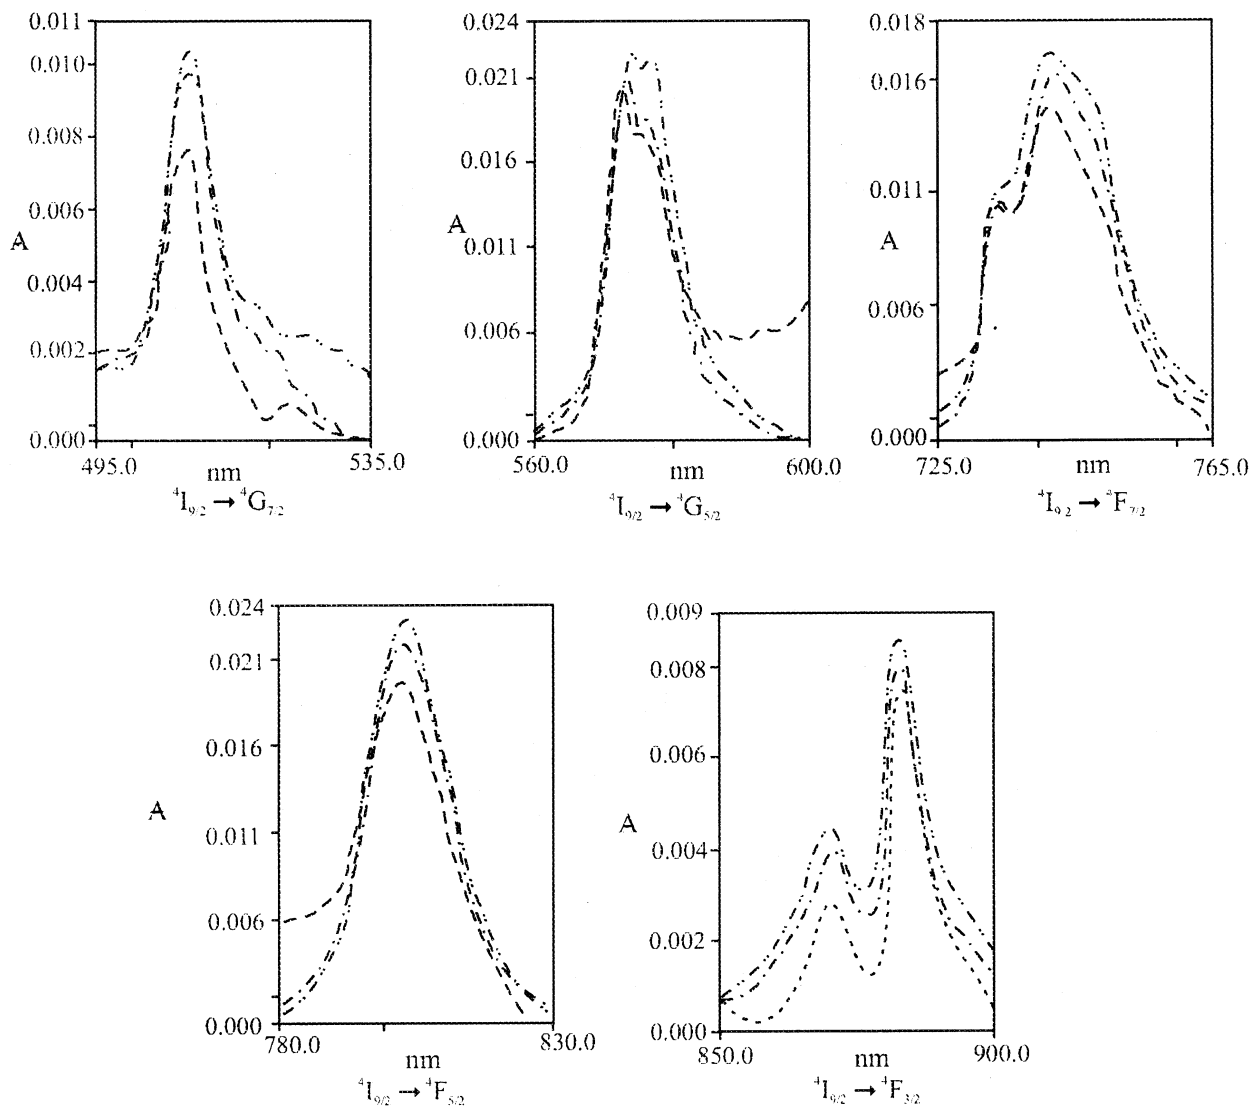 0.011
0.010
0.008
0.006
A
0.004
0.002
0.000
495.0 535.0
nm
⁴I₉/₂ → ⁴G₇/₂
0.024
0.021
0.016
A
0.011
0.006
0.000
560.0 600.0
nm
⁴I₉/₂ → ⁴G₅/₂
0.018
0.016
0.011
A
0.006
0.000
725.0 765.0
nm
⁴I₉ ₂ → ⁴F₇/₂
0.024
0.021
0.016
A
0.011
0.006
0.000
780.0 830.0
nm
⁴I₉/₂ → ⁴F₅/₂
0.009
0.008
0.006
A
0.004
0.002
0.000
850.0 900.0
nm
⁴I₉/₂ → ⁴F₃/₂